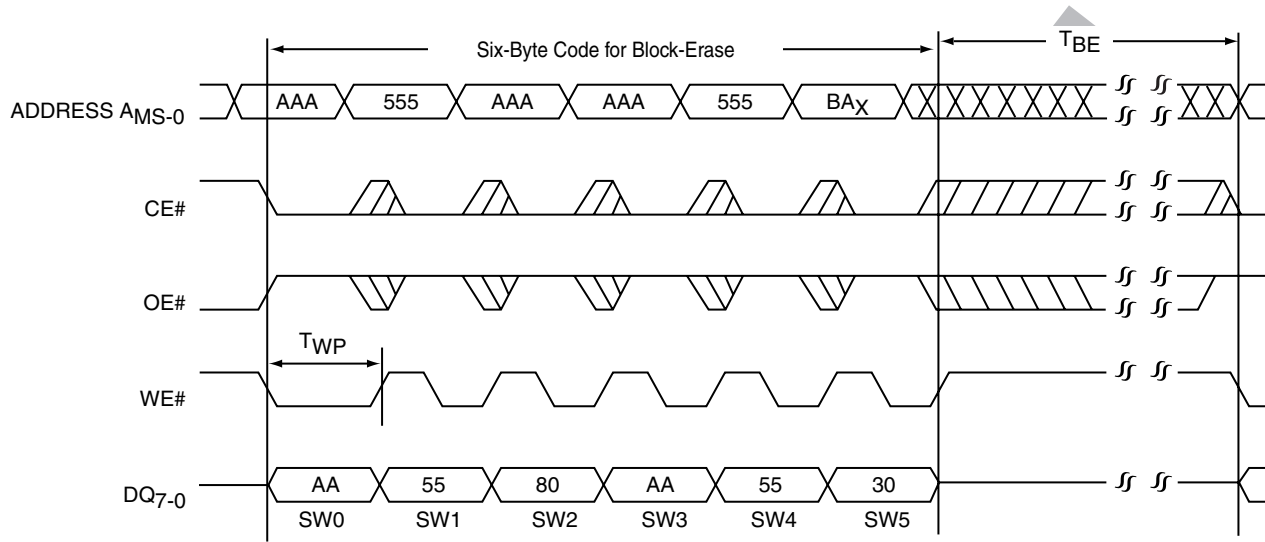 Six-Byte Code for Block-Erase
TBE
ADDRESS AMS-0 AAA 555 AAA AAA 555 BAX
CE#
OE#
TWP
WE#
DQ7-0 AA 55 80 AA 55 30
SW0 SW1 SW2 SW3 SW4 SW5